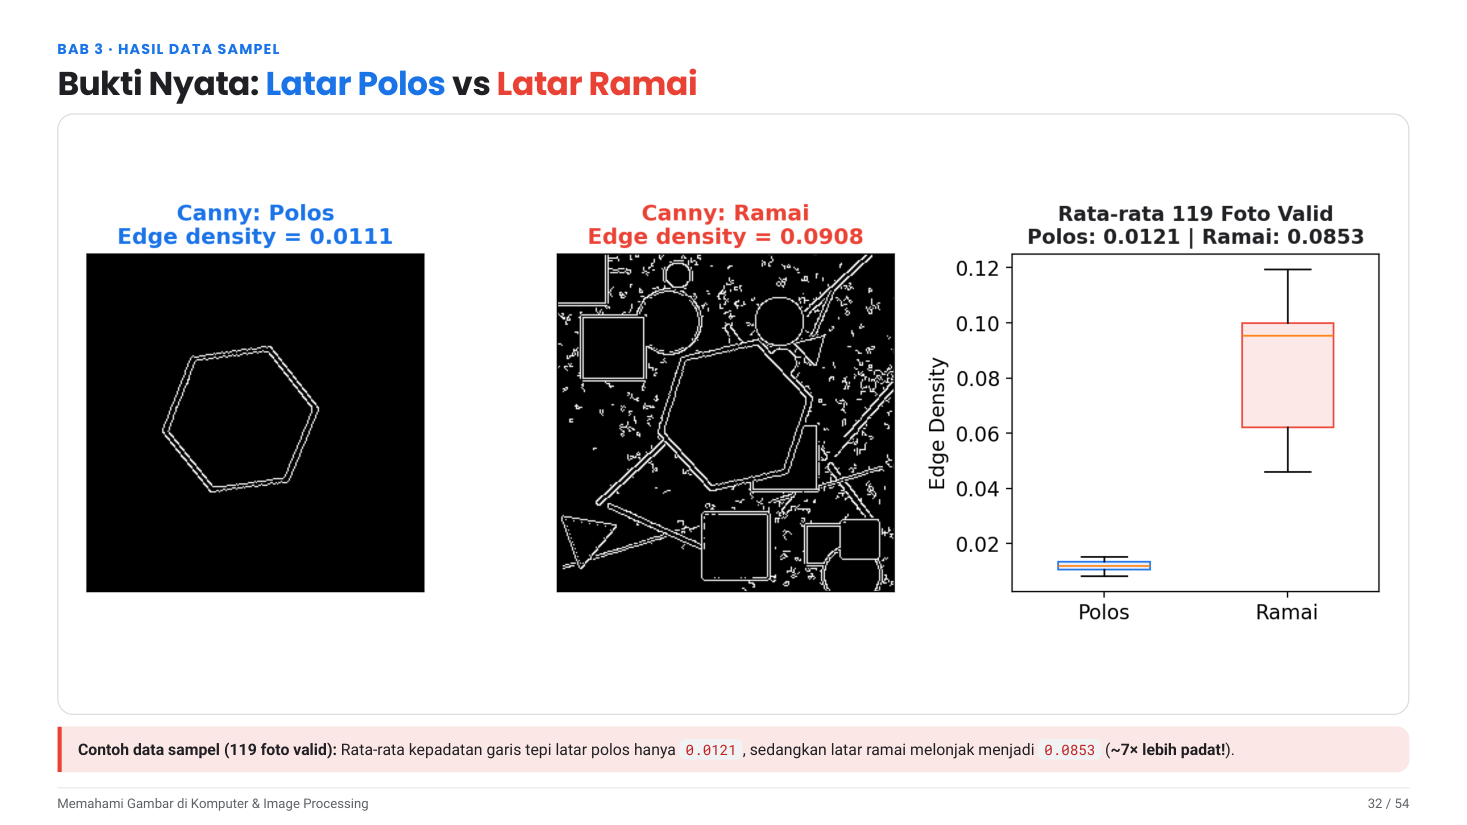 BAB 3 · HASIL DATA SAMPEL
Bukti Nyata: Latar Polos vs Latar Ramai
Canny: Polos
Edge density = 0.0111
Canny: Ramai
Edge density = 0.0908
Rata-rata 119 Foto Valid
Polos: 0.0121 | Ramai: 0.0853
Edge Density
0.12
0.10
0.08
0.06
0.04
0.02
Polos
Ramai
Contoh data sampel (119 foto valid): Rata-rata kepadatan garis tepi latar polos hanya 0.0121, sedangkan latar ramai melonjak menjadi 0.0853 (~7× lebih padat!).
Memahami Gambar di Komputer & Image Processing
32 / 54